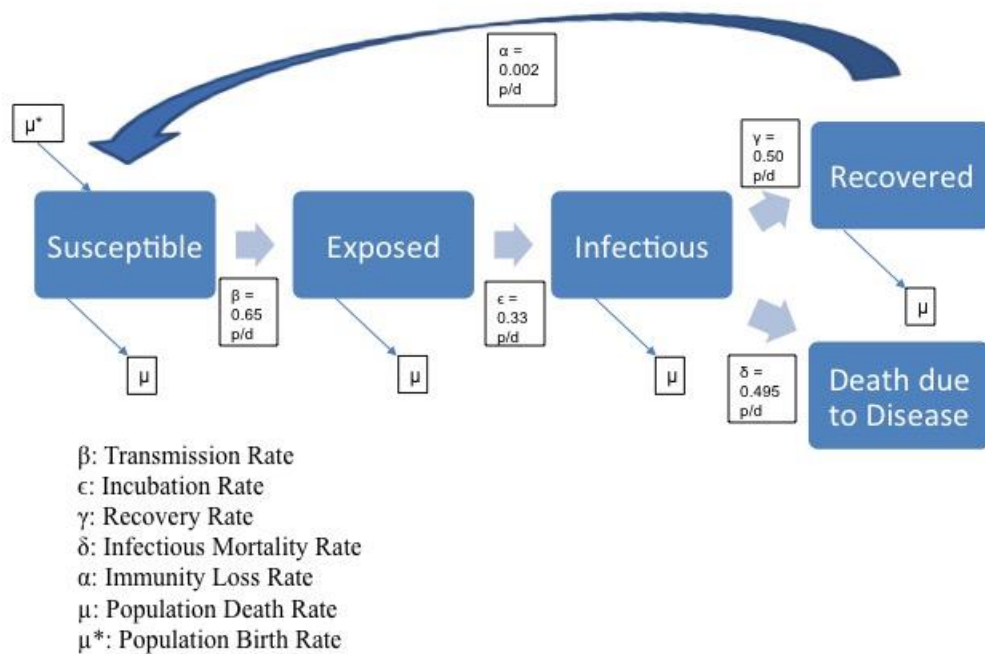 α =
0.002
p/d
μ*
γ =
0.50
p/d
Recovered
Susceptible
Exposed
Infectious
β =
0.65
p/d
ϵ =
0.33
p/d
μ
μ
μ
μ
δ =
0.495
p/d
Death due
to Disease
β: Transmission Rate
ϵ: Incubation Rate
γ: Recovery Rate
δ: Infectious Mortality Rate
α: Immunity Loss Rate
μ: Population Death Rate
μ*: Population Birth Rate